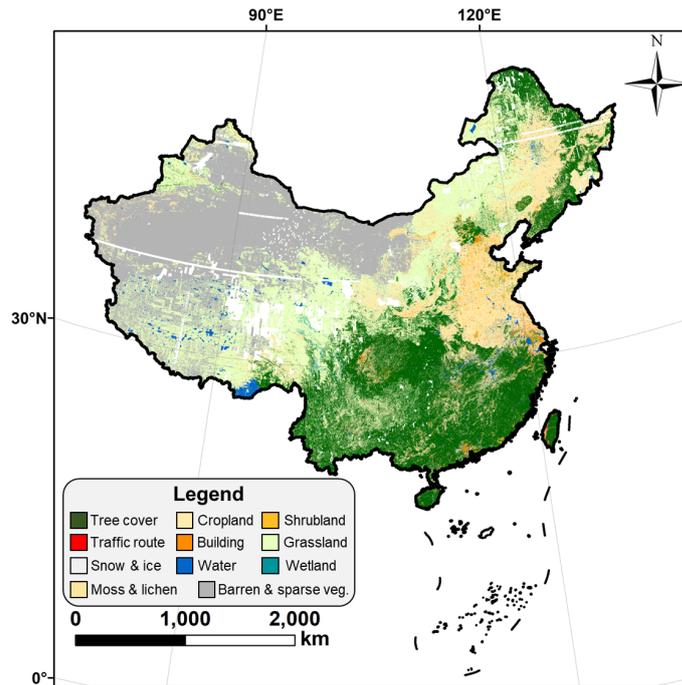 90°E 120°E
N
30°N
Legend
Tree cover Cropland Shrubland
Traffic route Building Grassland
Snow & ice Water Wetland
Moss & lichen Barren & sparse veg.
0 1,000 2,000
km
0°